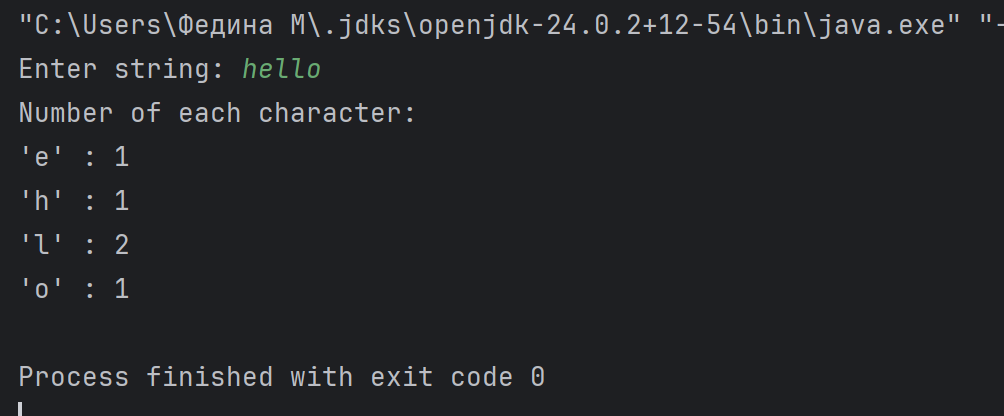 "C:\Users\Федина М\.jdks\openjdk-24.0.2+12-54\bin\java.exe" "-
Enter string: hello
Number of each character:
'e' : 1
'h' : 1
'l' : 2
'o' : 1
Process finished with exit code 0